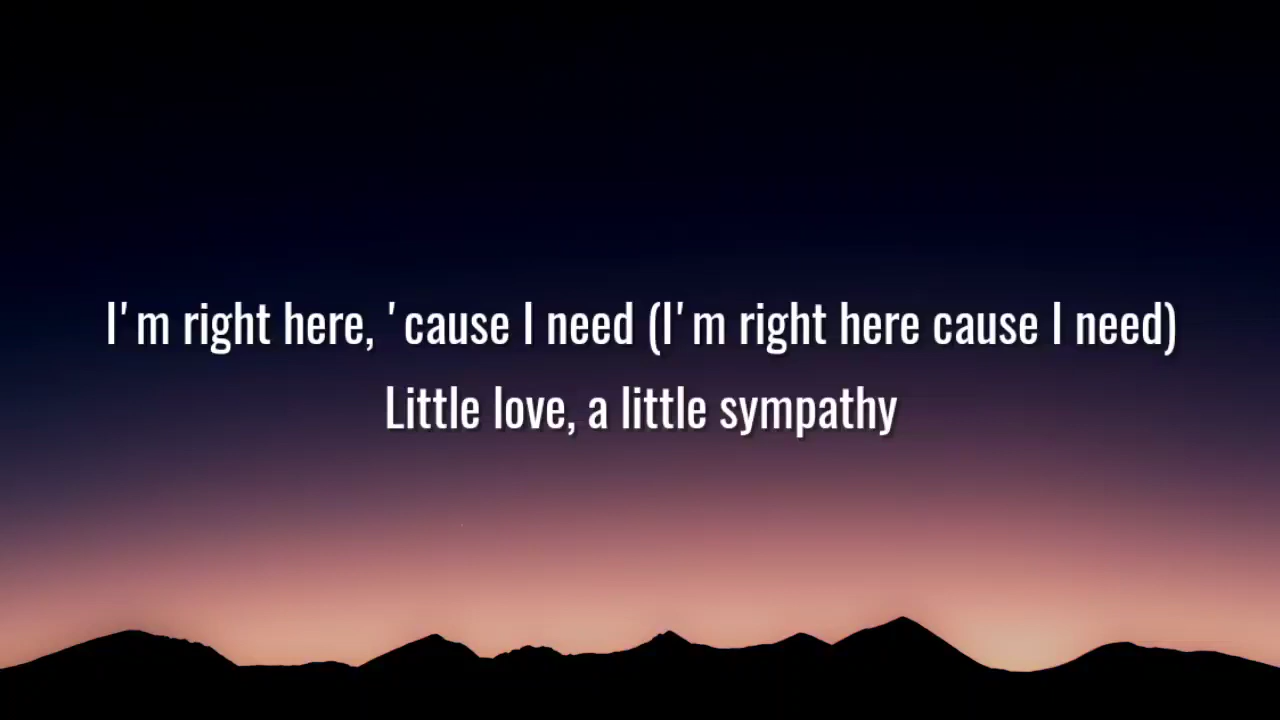 I'm right here, 'cause I need (I'm right here cause I need)
Little love, a little sympathy